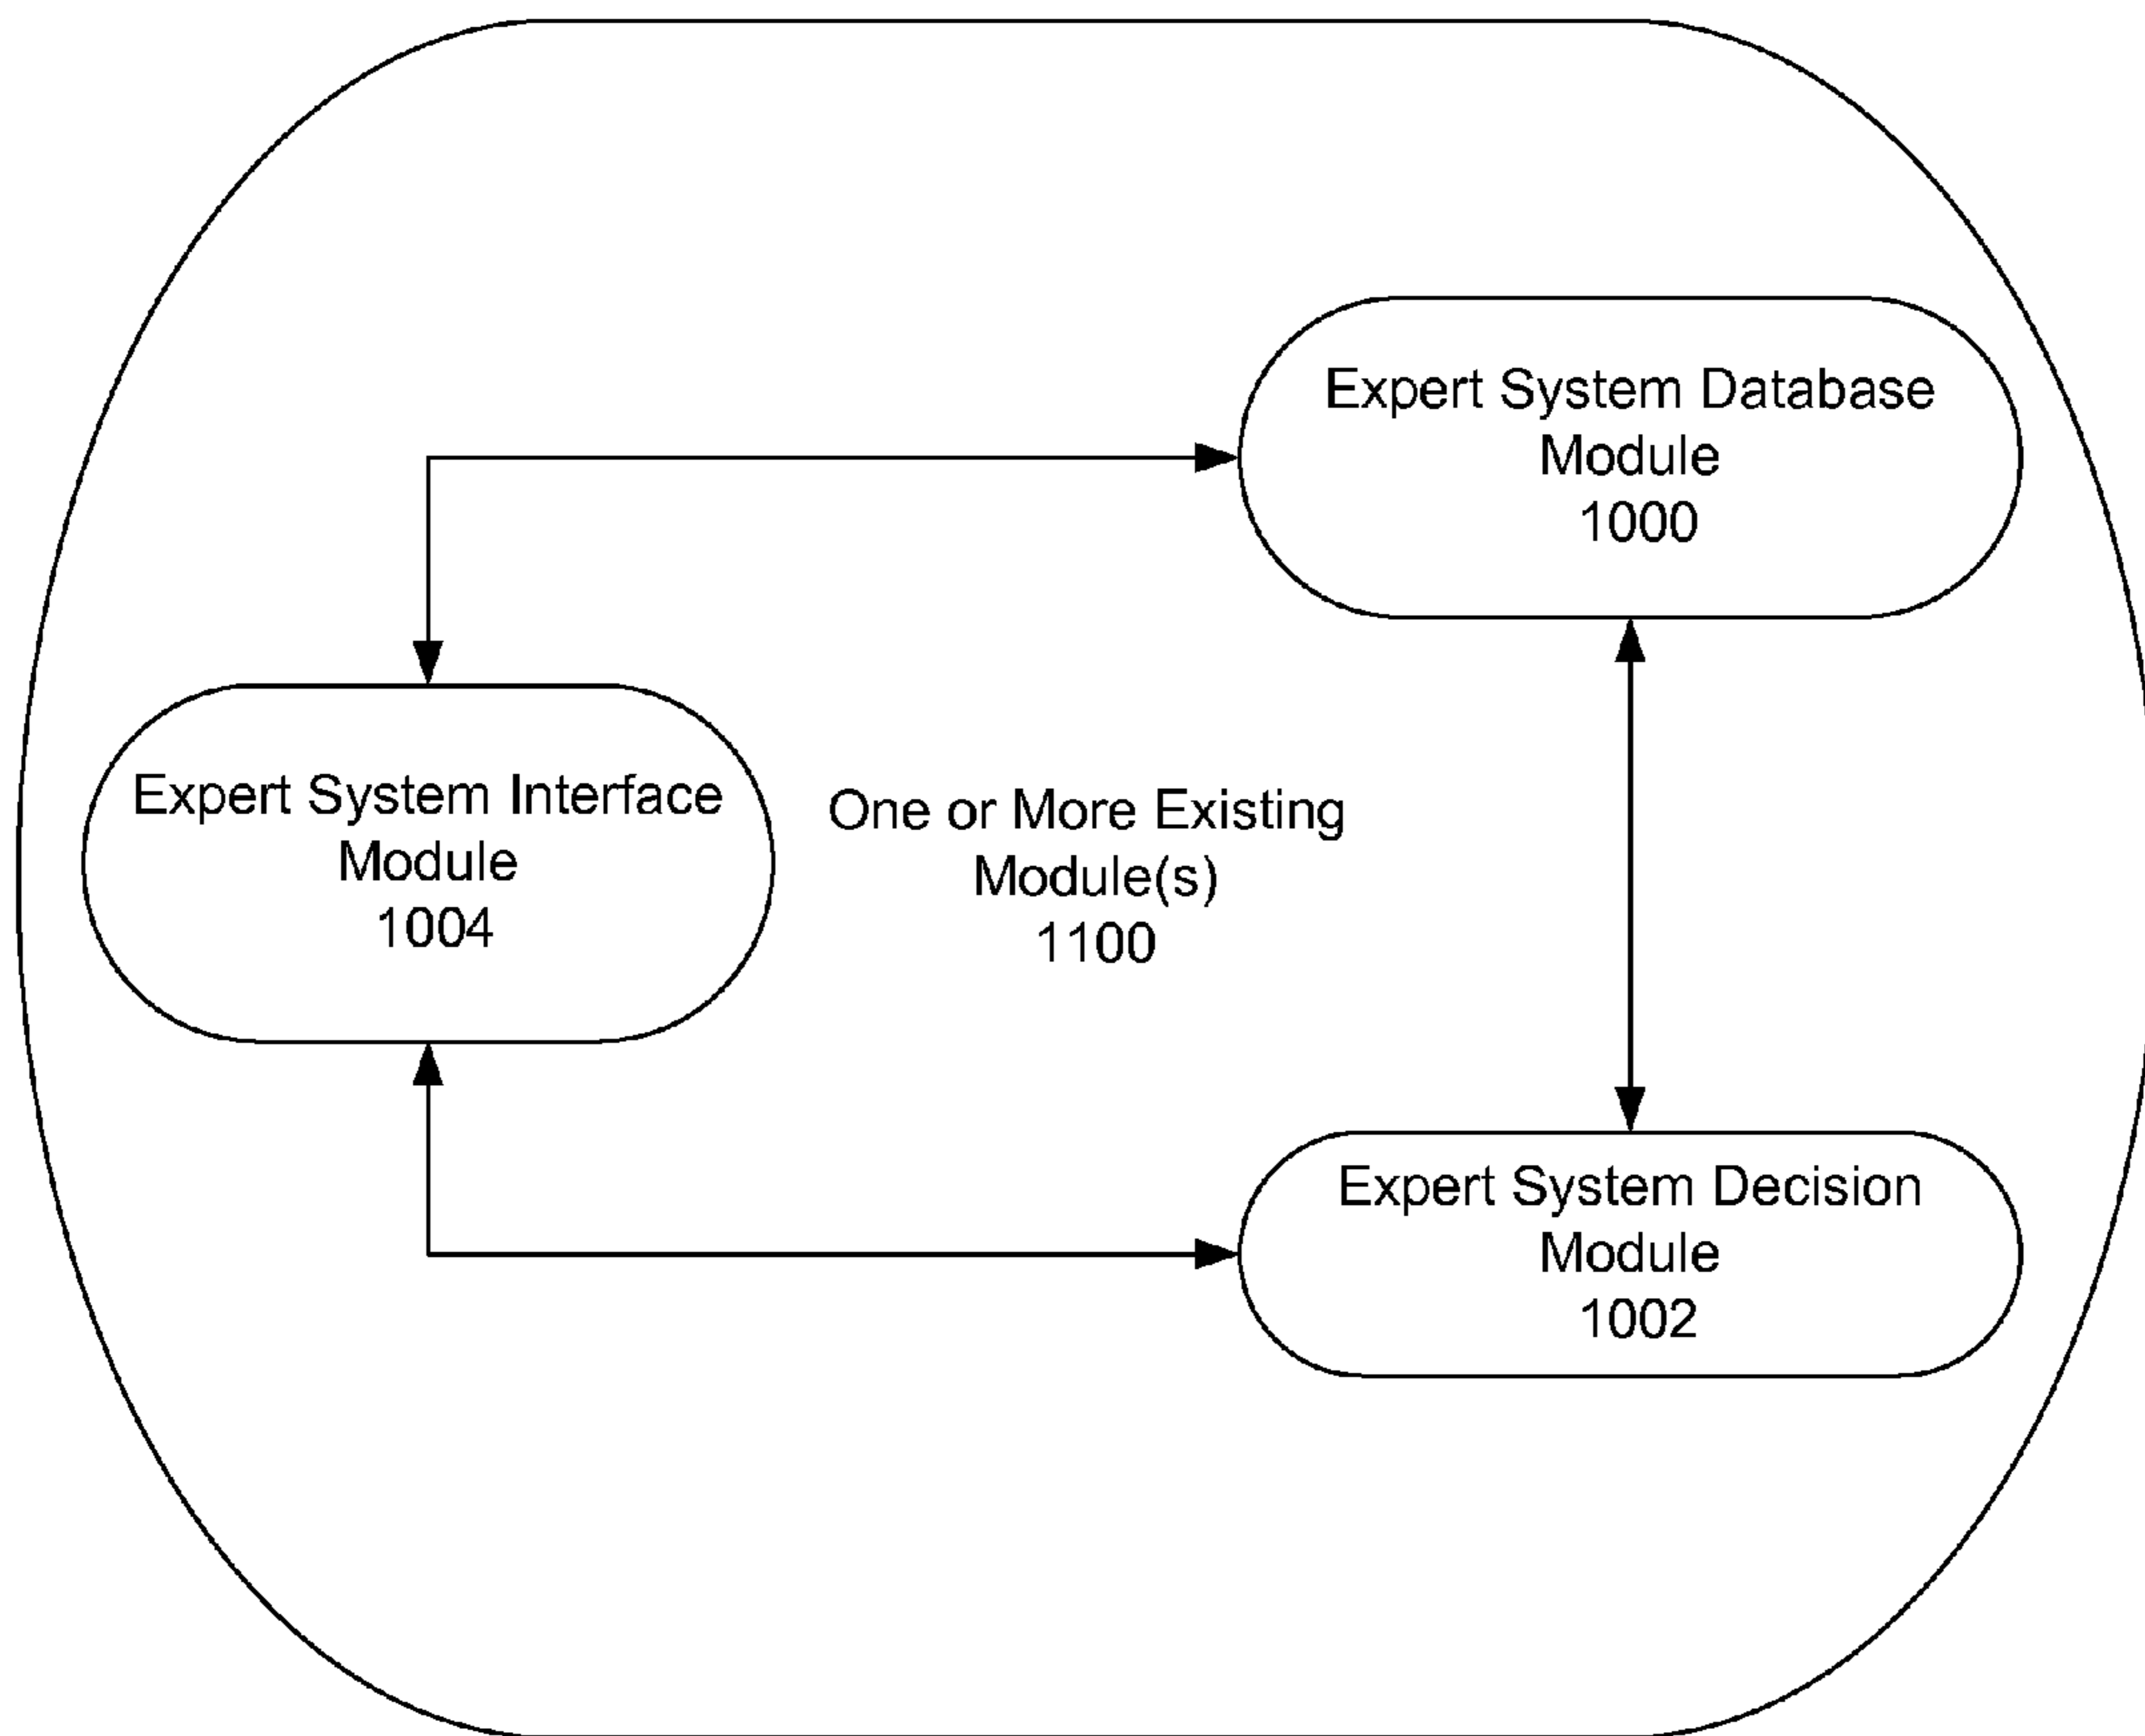 Expert System Database
Module
1000
Expert System Interface
Module
1004
One or More Existing
Module(s)
1100
Expert System Decision
Module
1002